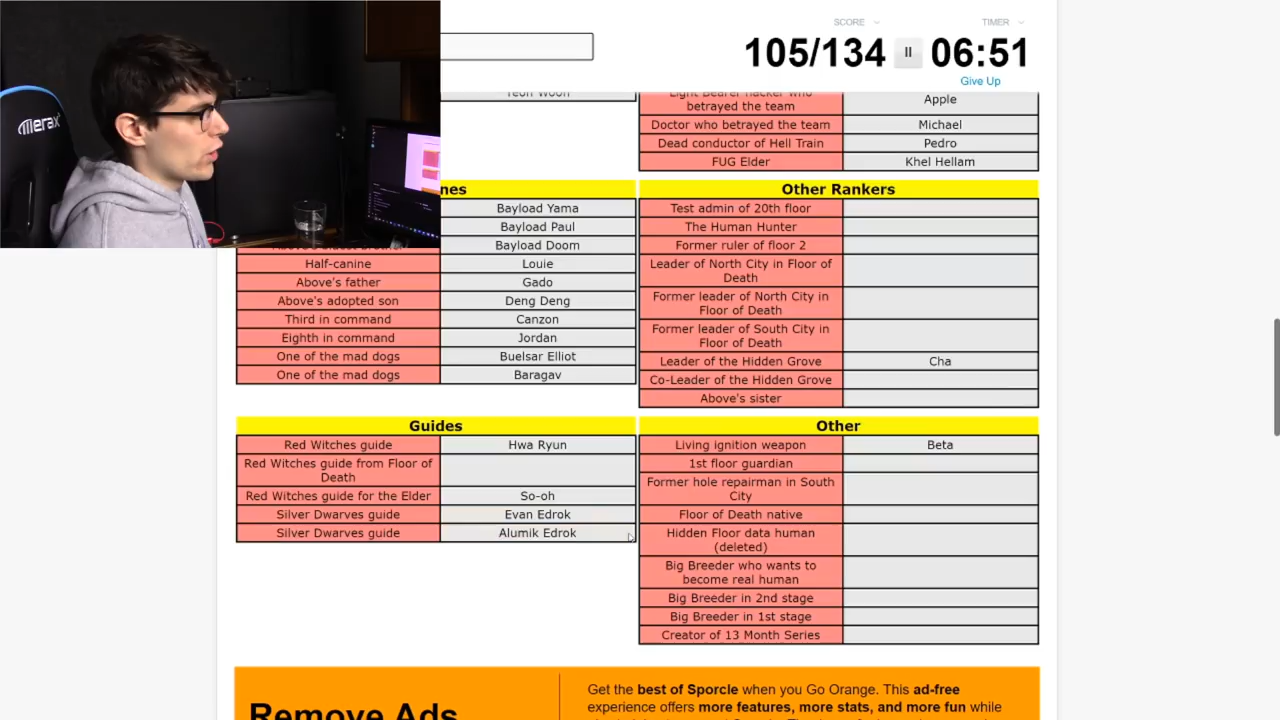 merax
SCORE
TIMER
105/134
06:51
Give Up
Yeon Woon
Light Bearer hacker who
betrayed the team
Apple
Doctor who betrayed the team
Michael
Dead conductor of Hell Train
Pedro
FUG Elder
Khel Hellam
nes
Bayload Yama
Bayload Paul
Bayload Doom
Half-canine
Louie
Above's father
Gado
Above's adopted son
Deng Deng
Third in command
Canzon
Eighth in command
Jordan
One of the mad dogs
Buelsar Elliot
One of the mad dogs
Baragav
Other Rankers
Test admin of 20th floor
The Human Hunter
Former ruler of floor 2
Leader of North City in Floor of
Death
Former leader of North City in
Floor of Death
Former leader of South City in
Floor of Death
Leader of the Hidden Grove
Cha
Co-Leader of the Hidden Grove
Above's sister
Guides
Red Witches guide
Hwa Ryun
Red Witches guide from Floor of
Death
Red Witches guide for the Elder
So-oh
Silver Dwarves guide
Evan Edrok
Silver Dwarves guide
Alumik Edrok
Other
Living ignition weapon
Beta
1st floor guardian
Former hole repairman in South
City
Floor of Death native
Hidden Floor data human
(deleted)
Big Breeder who wants to
become real human
Big Breeder in 2nd stage
Big Breeder in 1st stage
Creator of 13 Month Series
Remove Ads
Get the best of Sporcle when you Go Orange. This ad-free
experience offers more features, more stats, and more fun while